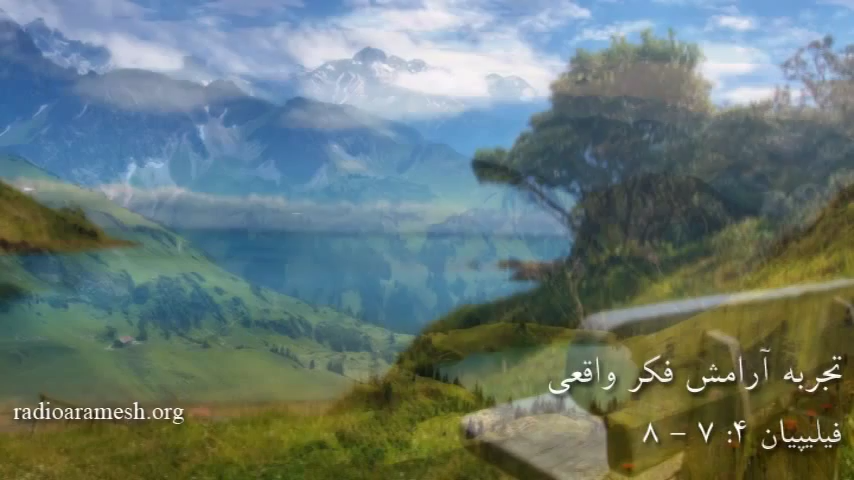 تجربه آرامش فکر واقعی
فیلیپیان ۴: ۷ – ۸
radioaramesh.org